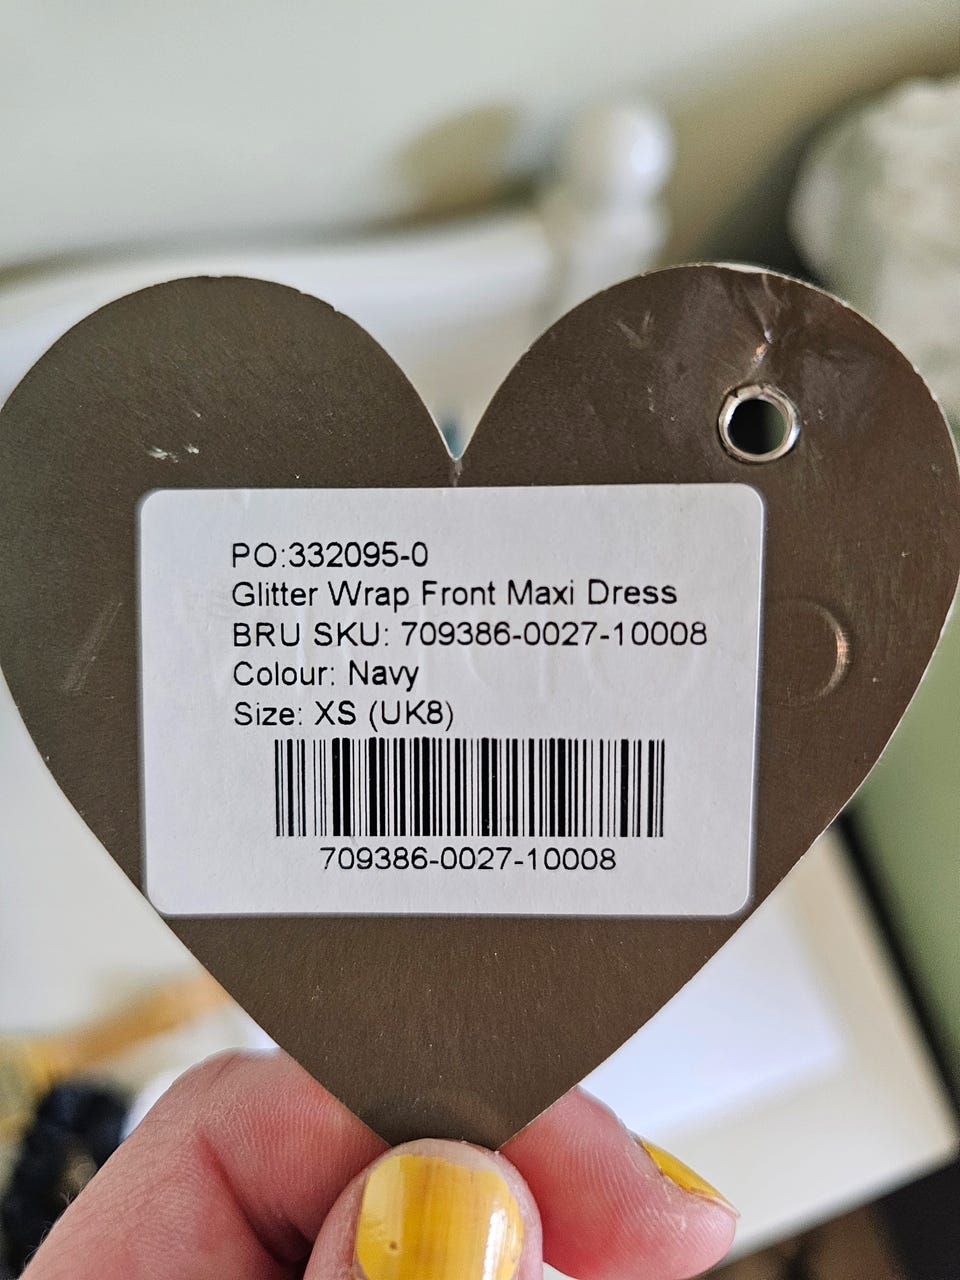 PO:332095-0
Glitter Wrap Front Maxi Dress
BRU SKU: 709386-0027-10008
Colour: Navy
Size: XS (UK8)
709386-0027-10008